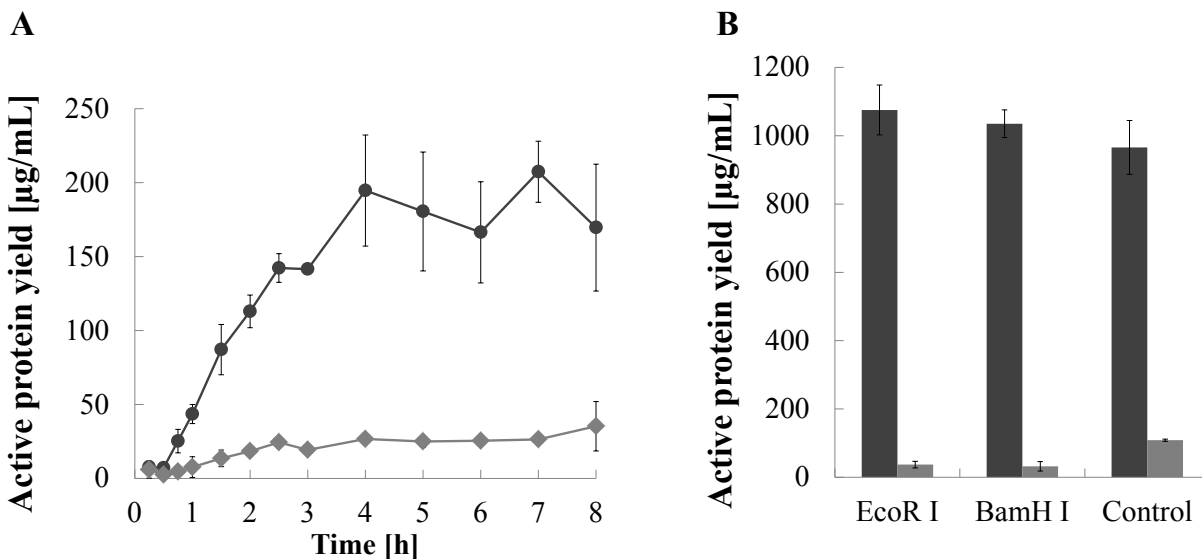 A
Active protein yield [µg/mL]
250
200
150
100
50
0
0 1 2 3 4 5 6 7 8
Time [h]
B
Active protein yield [µg/mL]
1200
1000
800
600
400
200
0
EcoR I BamH I Control